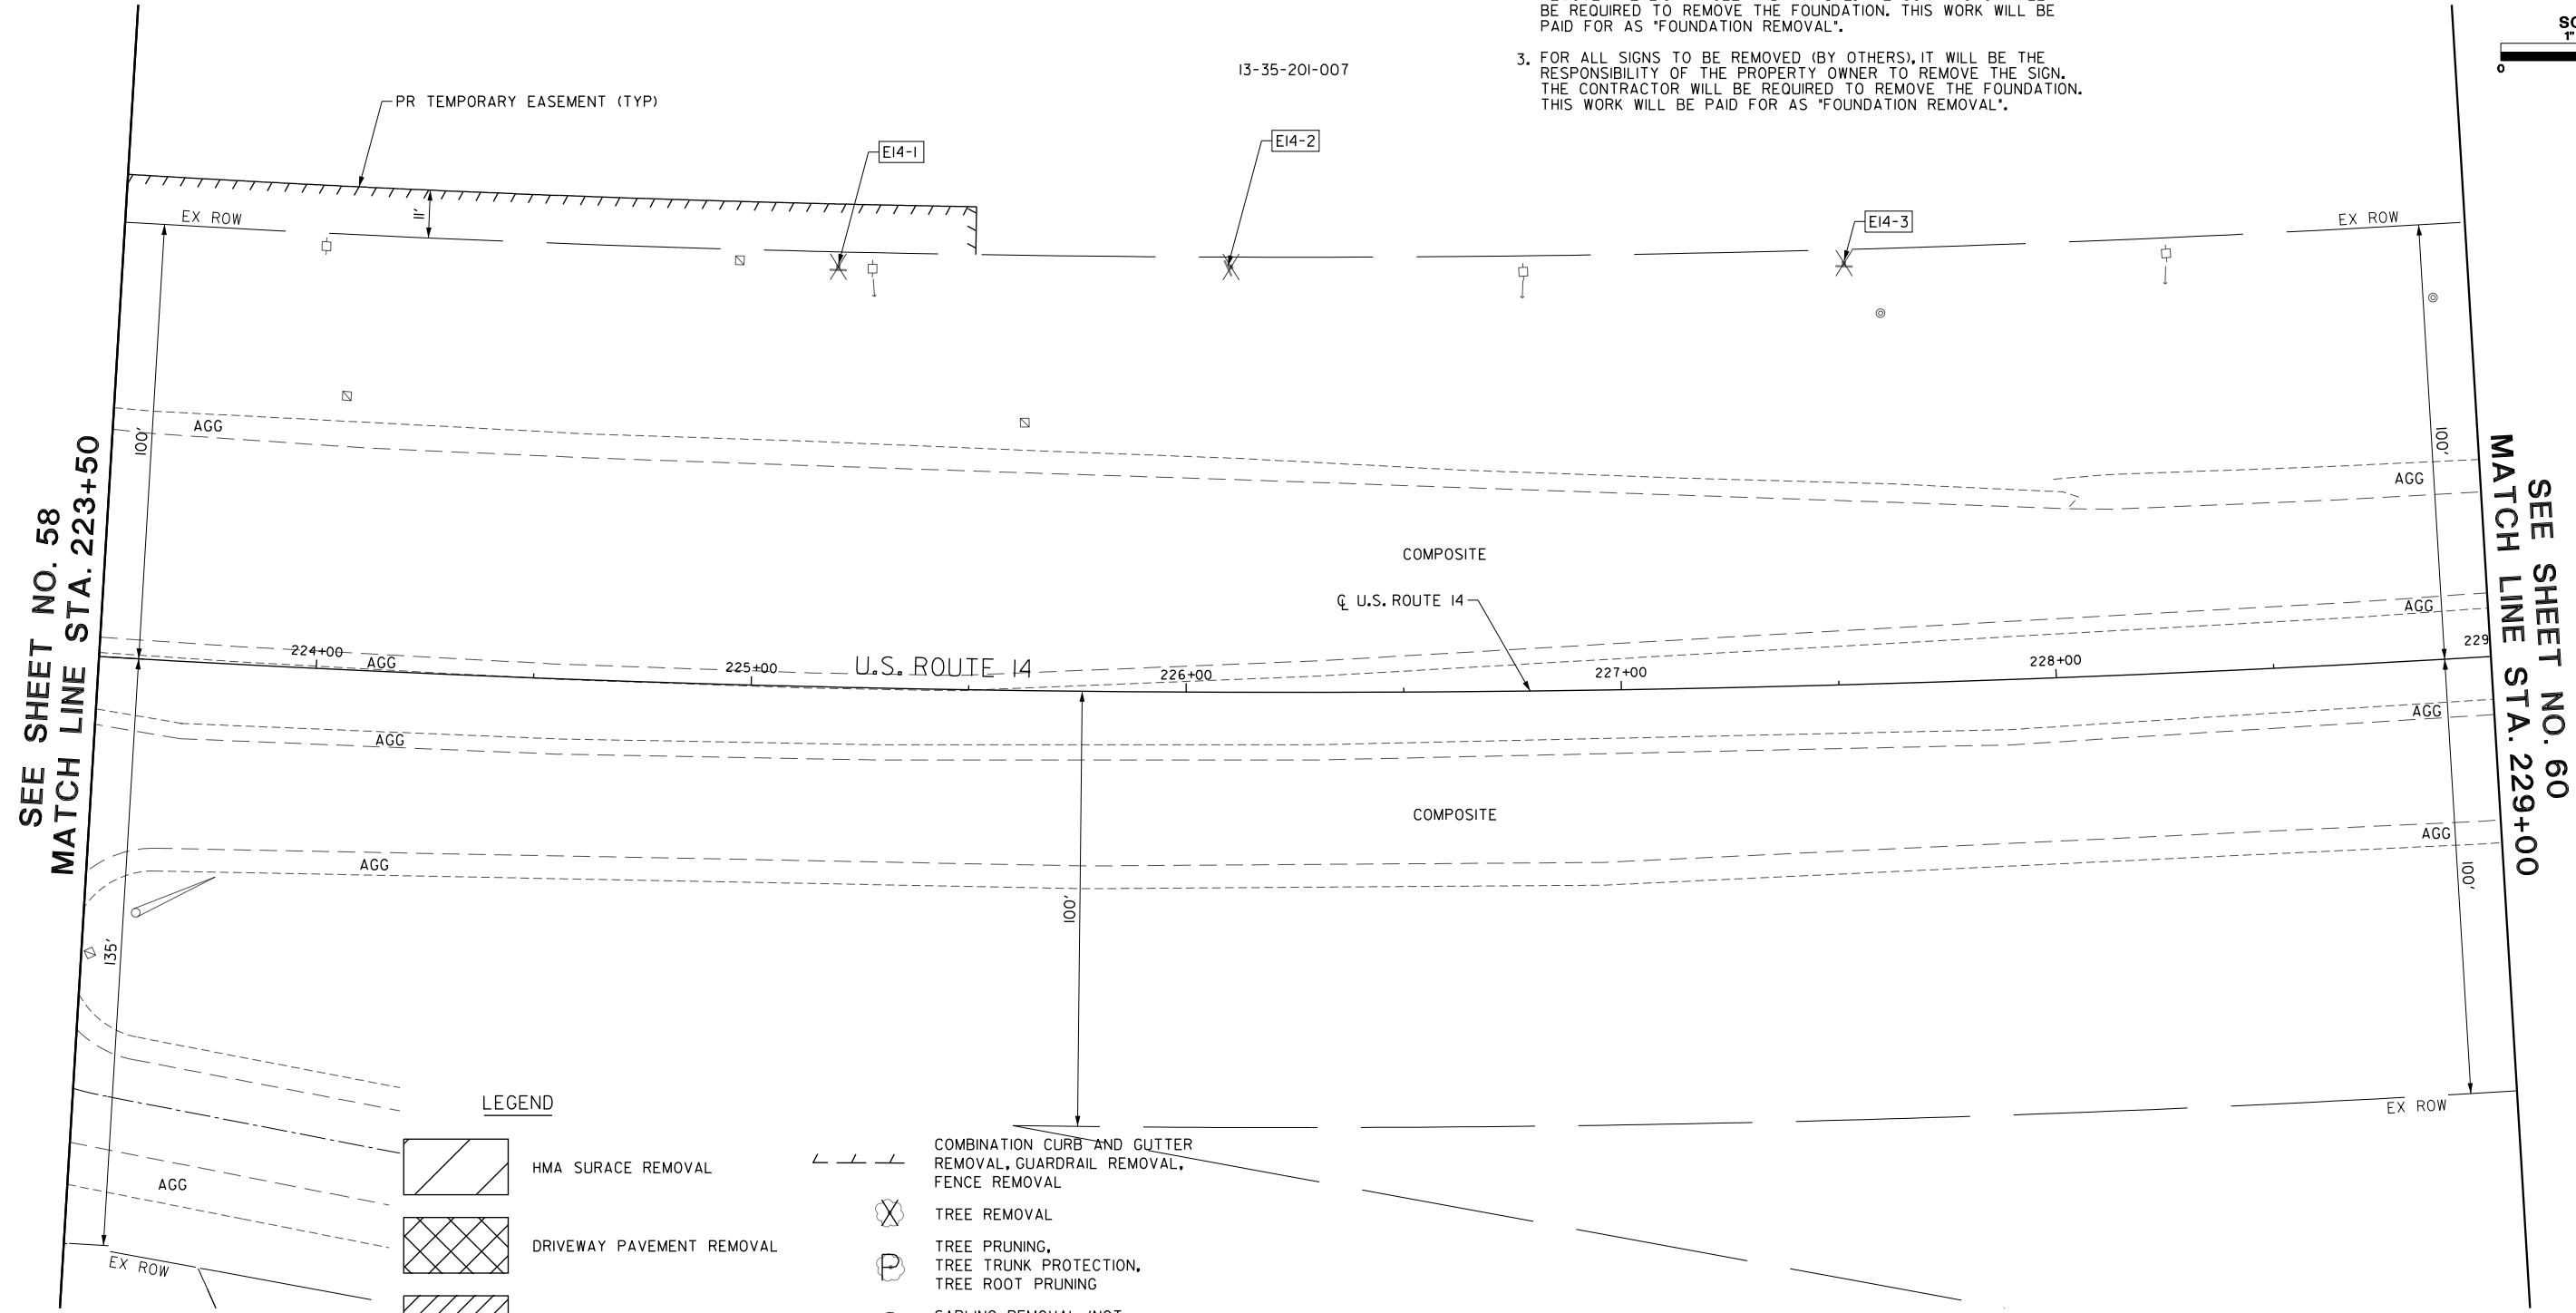 BE REQUIRED TO REMOVE THE FOUNDATION. THIS WORK WILL BE
PAID FOR AS "FOUNDATION REMOVAL".
3. FOR ALL SIGNS TO BE REMOVED (BY OTHERS), IT WILL BE THE
RESPONSIBILITY OF THE PROPERTY OWNER TO REMOVE THE SIGN.
THE CONTRACTOR WILL BE REQUIRED TO REMOVE THE FOUNDATION.
THIS WORK WILL BE PAID FOR AS "FOUNDATION REMOVAL".
1"
0
13-35-201-007
PR TEMPORARY EASEMENT (TYP)
E14-1
E14-2
E14-3
EX ROW
11'
EX ROW
100'
AGG
100'
AGG
SEE SHEET NO. 58
MATCH LINE STA. 223+50
SEE SHEET NO. 60
MATCH LINE STA. 229+00
COMPOSITE
℄ U.S. ROUTE 14
AGG
224+00
AGG
225+00
U.S. ROUTE 14
226+00
227+00
228+00
229
AGG
AGG
COMPOSITE
AGG
AGG
100'
100'
135'
EX ROW
AGG
EX ROW
LEGEND
HMA SURACE REMOVAL
DRIVEWAY PAVEMENT REMOVAL
COMBINATION CURB AND GUTTER
REMOVAL, GUARDRAIL REMOVAL,
FENCE REMOVAL
TREE REMOVAL
P
TREE PRUNING,
TREE TRUNK PROTECTION,
TREE ROOT PRUNING